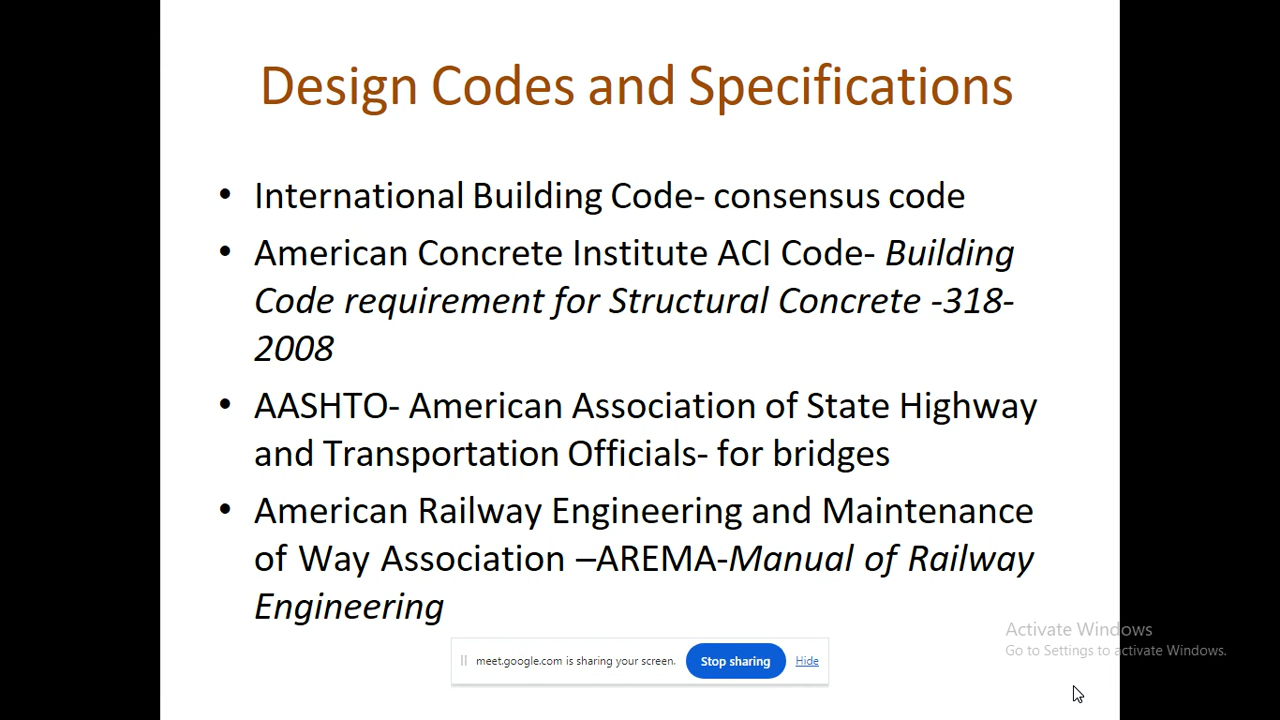 Design Codes and Specifications
• International Building Code- consensus code
• American Concrete Institute ACI Code- Building
Code requirement for Structural Concrete -318-
2008
• AASHTO- American Association of State Highway
and Transportation Officials- for bridges
• American Railway Engineering and Maintenance
of Way Association –AREMA-Manual of Railway
Engineering
Activate Windows
Go to Settings to activate Windows.
meet.google.com is sharing your screen. Stop sharing Hide